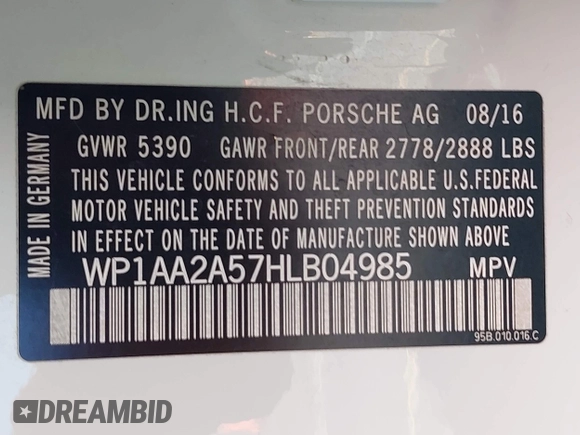 MFD BY DR.ING H.C.F. PORSCHE AG 08/16
GVWR 5390 GAWR FRONT/REAR 2778/2888 LBS
THIS VEHICLE CONFORMS TO ALL APPLICABLE U.S.FEDERAL
MOTOR VEHICLE SAFETY AND THEFT PREVENTION STANDARDS
IN EFFECT ON THE DATE OF MANUFACTURE SHOWN ABOVE.
WP1AA2A57HLB04985 MPV
95B.010.016.C
MADE IN GERMANY
DREAMBID